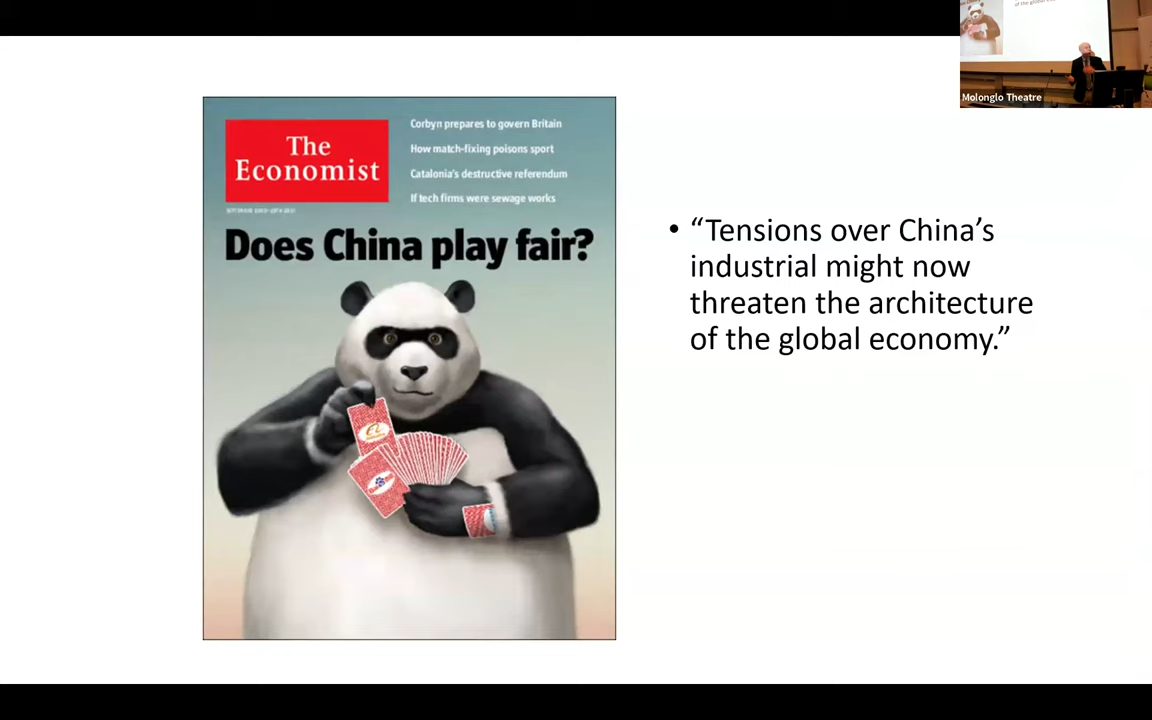 The
Economist
Corbyn prepares to govern Britain
How match-fixing poisons sport
Catalonia's destructive referendum
If tech firms were sewage works
Does China play fair?
• “Tensions over China’s
industrial might now
threaten the architecture
of the global economy.”
Molonglo Theatre